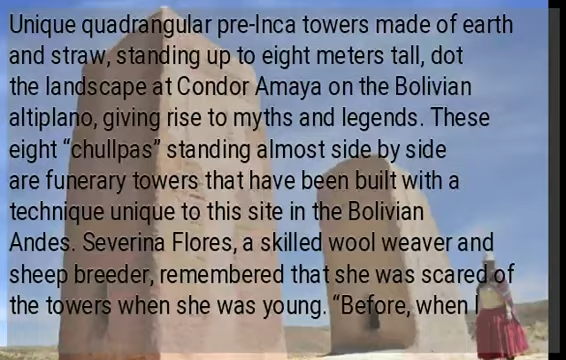 Unique quadrangular pre-Inca towers made of earth
and straw, standing up to eight meters tall, dot
the landscape at Condor Amaya on the Bolivian
altiplano, giving rise to myths and legends. These
eight “chullpas” standing almost side by side
are funerary towers that have been built with a
technique unique to this site in the Bolivian
Andes. Severina Flores, a skilled wool weaver and
sheep breeder, remembered that she was scared of
the towers when she was young. “Before, when I